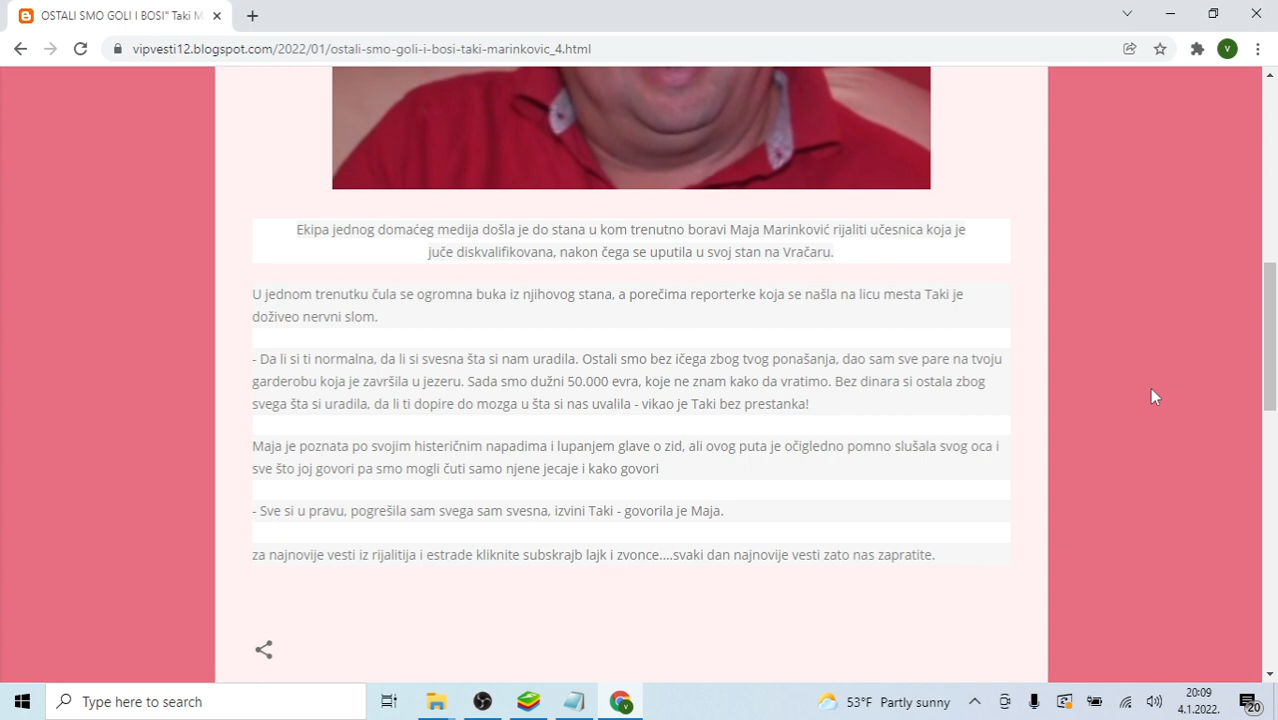 OSTALI SMO GOLI I BOSI" Taki M
vipvesti12.blogspot.com/2022/01/ostali-smo-goli-i-bosi-taki-marinkovic_4.html
V
Ekipa jednog domaćeg medija došla je do stana u kom trenutno boravi Maja Marinković rijaliti učesnica koja je
juče diskvalifikovana, nakon čega se uputila u svoj stan na Vračaru.
U jednom trenutku čula se ogromna buka iz njihovog stana, a porečima reporterke koja se našla na licu mesta Taki je
doživeo nervni slom.
- Da li si ti normalna, da li si svesna šta si nam uradila. Ostali smo bez ičega zbog tvog ponašanja, dao sam sve pare na tvoju
garderobu koja je završila u jezeru. Sada smo dužni 50.000 evra, koje ne znam kako da vratimo. Bez dinara si ostala zbog
svega šta si uradila, da li ti dopire do mozga u šta si nas uvalila - vikao je Taki bez prestanka!
Maja je poznata po svojim histeričnim napadima i lupanjem glave o zid, ali ovog puta je očigledno pomno slušala svog oca i
sve što joj govori pa smo mogli čuti samo njene jecaje i kako govori
- Sve si u pravu, pogrešila sam svega sam svesna, izvini Taki - govorila je Maja.
za najnovije vesti iz rijalitija i estrade kliknite subskrajb lajk i zvonce....svaki dan najnovije vesti zato nas zapratite.
Type here to search
53°F Partly sunny
20:09
4.1.2022.
20